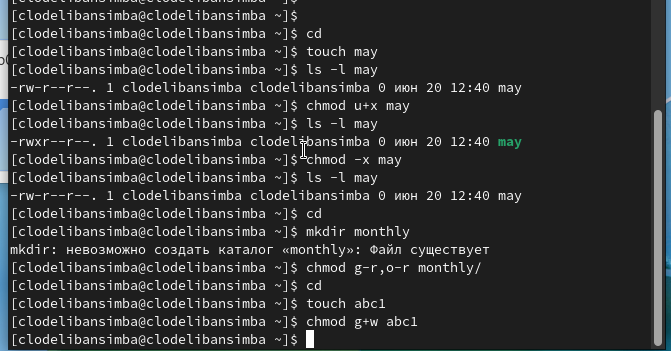 [clodelibansimba@clodelibansimba ~]$
[clodelibansimba@clodelibansimba ~]$ cd
[clodelibansimba@clodelibansimba ~]$ touch may
[clodelibansimba@clodelibansimba ~]$ ls -l may
-rw-r--r--. 1 clodelibansimba clodelibansimba 0 июн 20 12:40 may
[clodelibansimba@clodelibansimba ~]$ chmod u+x may
[clodelibansimba@clodelibansimba ~]$ ls -l may
-rwxr--r--. 1 clodelibansimba clodelibansimba 0 июн 20 12:40 may
[clodelibansimba@clodelibansimba ~]$ chmod -x may
[clodelibansimba@clodelibansimba ~]$ ls -l may
-rw-r--r--. 1 clodelibansimba clodelibansimba 0 июн 20 12:40 may
[clodelibansimba@clodelibansimba ~]$ cd
[clodelibansimba@clodelibansimba ~]$ mkdir monthly
mkdir: невозможно создать каталог «monthly»: Файл существует
[clodelibansimba@clodelibansimba ~]$ chmod g-r,o-r monthly/
[clodelibansimba@clodelibansimba ~]$ cd
[clodelibansimba@clodelibansimba ~]$ touch abc1
[clodelibansimba@clodelibansimba ~]$ chmod g+w abc1
[clodelibansimba@clodelibansimba ~]$